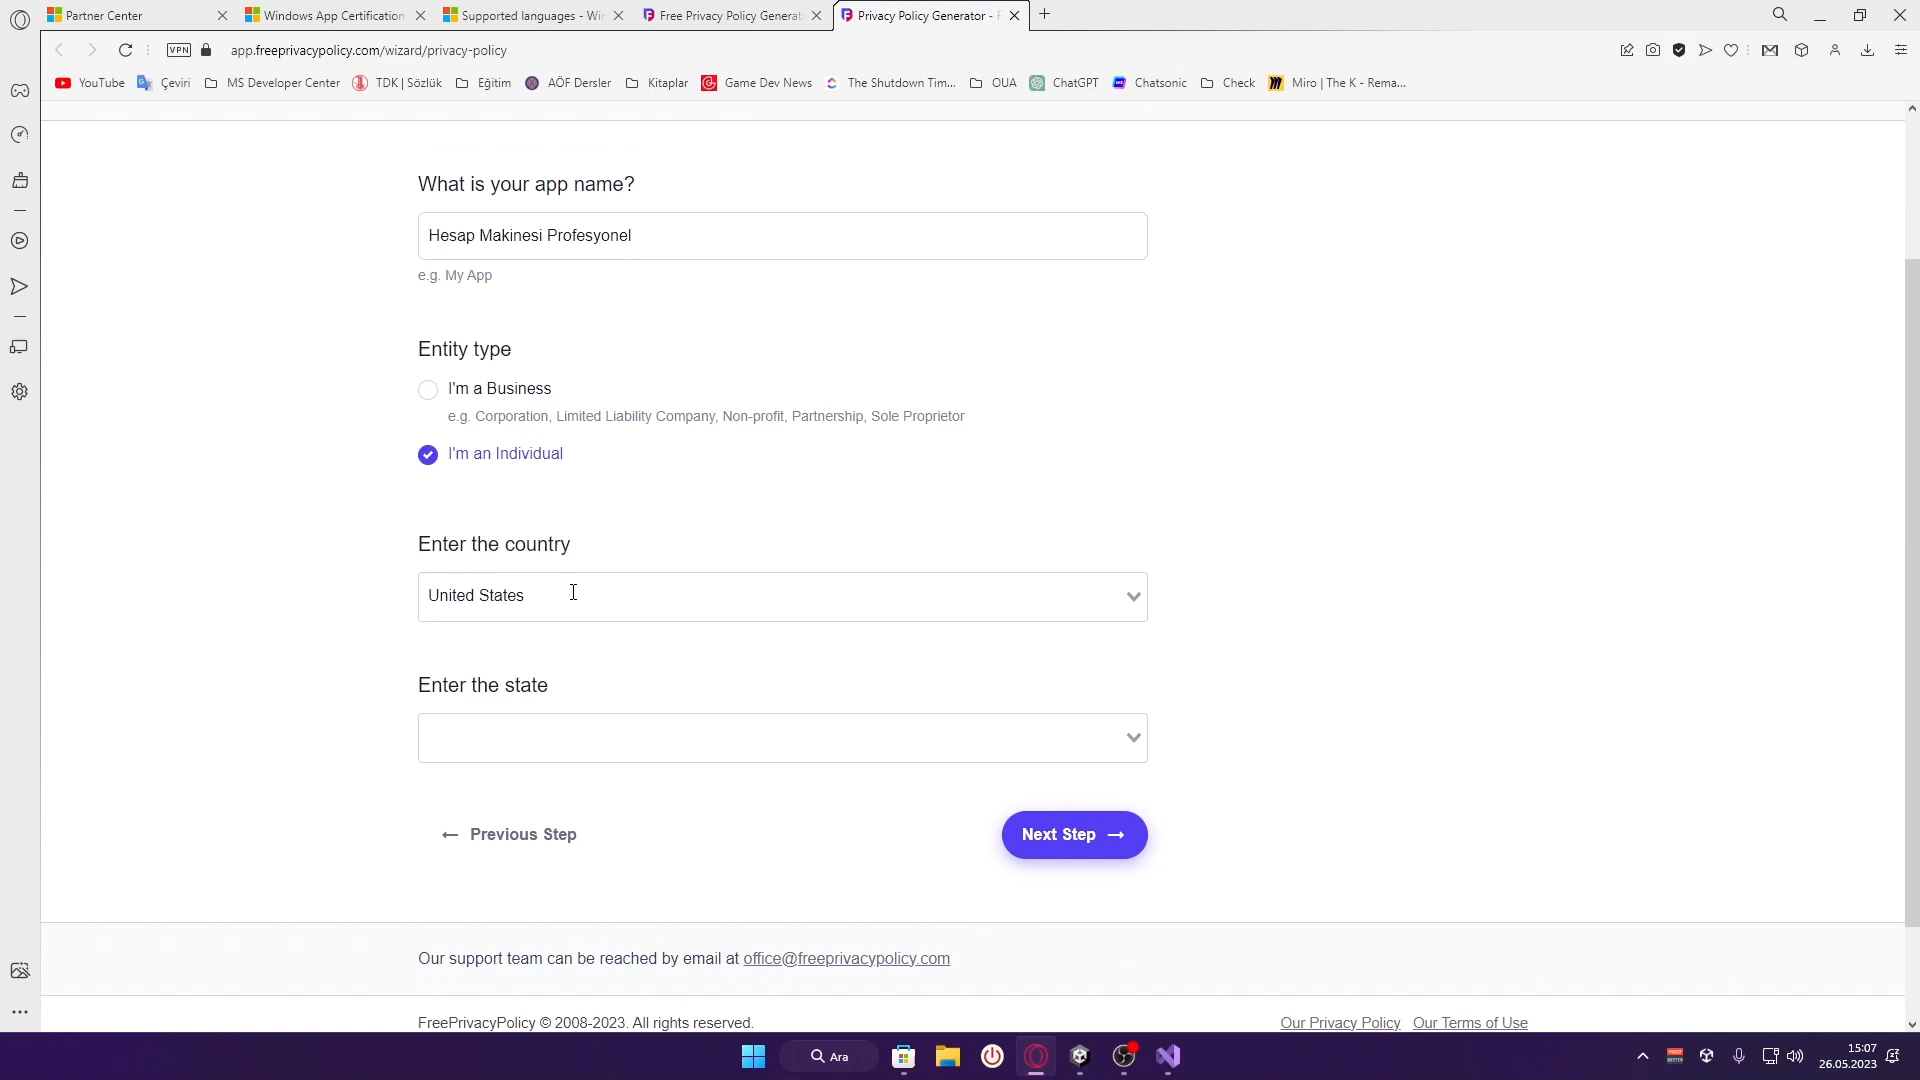 Partner Center
Windows App Certification
Supported languages - Wir
Free Privacy Policy Generat
Privacy Policy Generator - F
VPN
app.freeprivacypolicy.com/wizard/privacy-policy
YouTube
Çeviri
MS Developer Center
TDK | Sözlük
Eğitim
AÖF Dersler
Kitaplar
Game Dev News
The Shutdown Tim...
OUA
ChatGPT
Chatsonic
Check
Miro | The K - Rema...
What is your app name?
Hesap Makinesi Profesyonel
e.g. My App
Entity type
I'm a Business
e.g. Corporation, Limited Liability Company, Non-profit, Partnership, Sole Proprietor
I'm an Individual
Enter the country
United States
Enter the state
← Previous Step
Next Step →
Our support team can be reached by email at office@freeprivacypolicy.com
FreePrivacyPolicy © 2008-2023. All rights reserved.
Our Privacy Policy
Our Terms of Use
Ara
15:07
26.05.2023